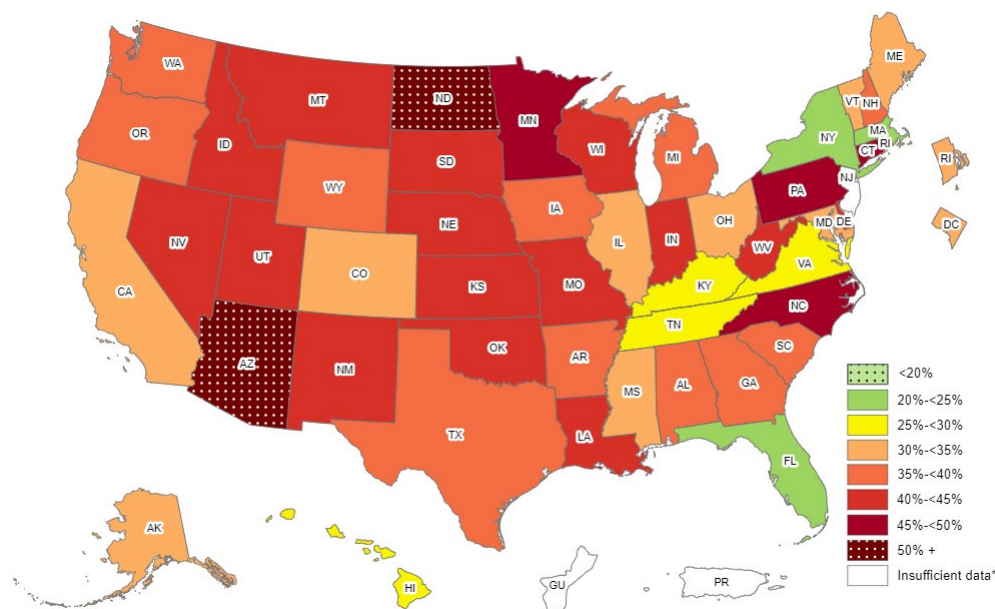 ME
WA
MT
ND
VT
NH
MN
OR
NY
MA
ID
WI
SD
MI
CT
RI
RI
WY
PA
NJ
IA
NE
OH
MD
DE
DC
NV
IL
IN
UT
WV
CO
VA
CA
KS
MO
KY
NC
TN
OK
AZ
NM
AR
SC
MS
AL
GA
TX
LA
FL
AK
HI
GU
PR
<20%
20%-<25%
25%-<30%
30%-<35%
35%-<40%
40%-<45%
45%-<50%
50% +
Insufficient data*